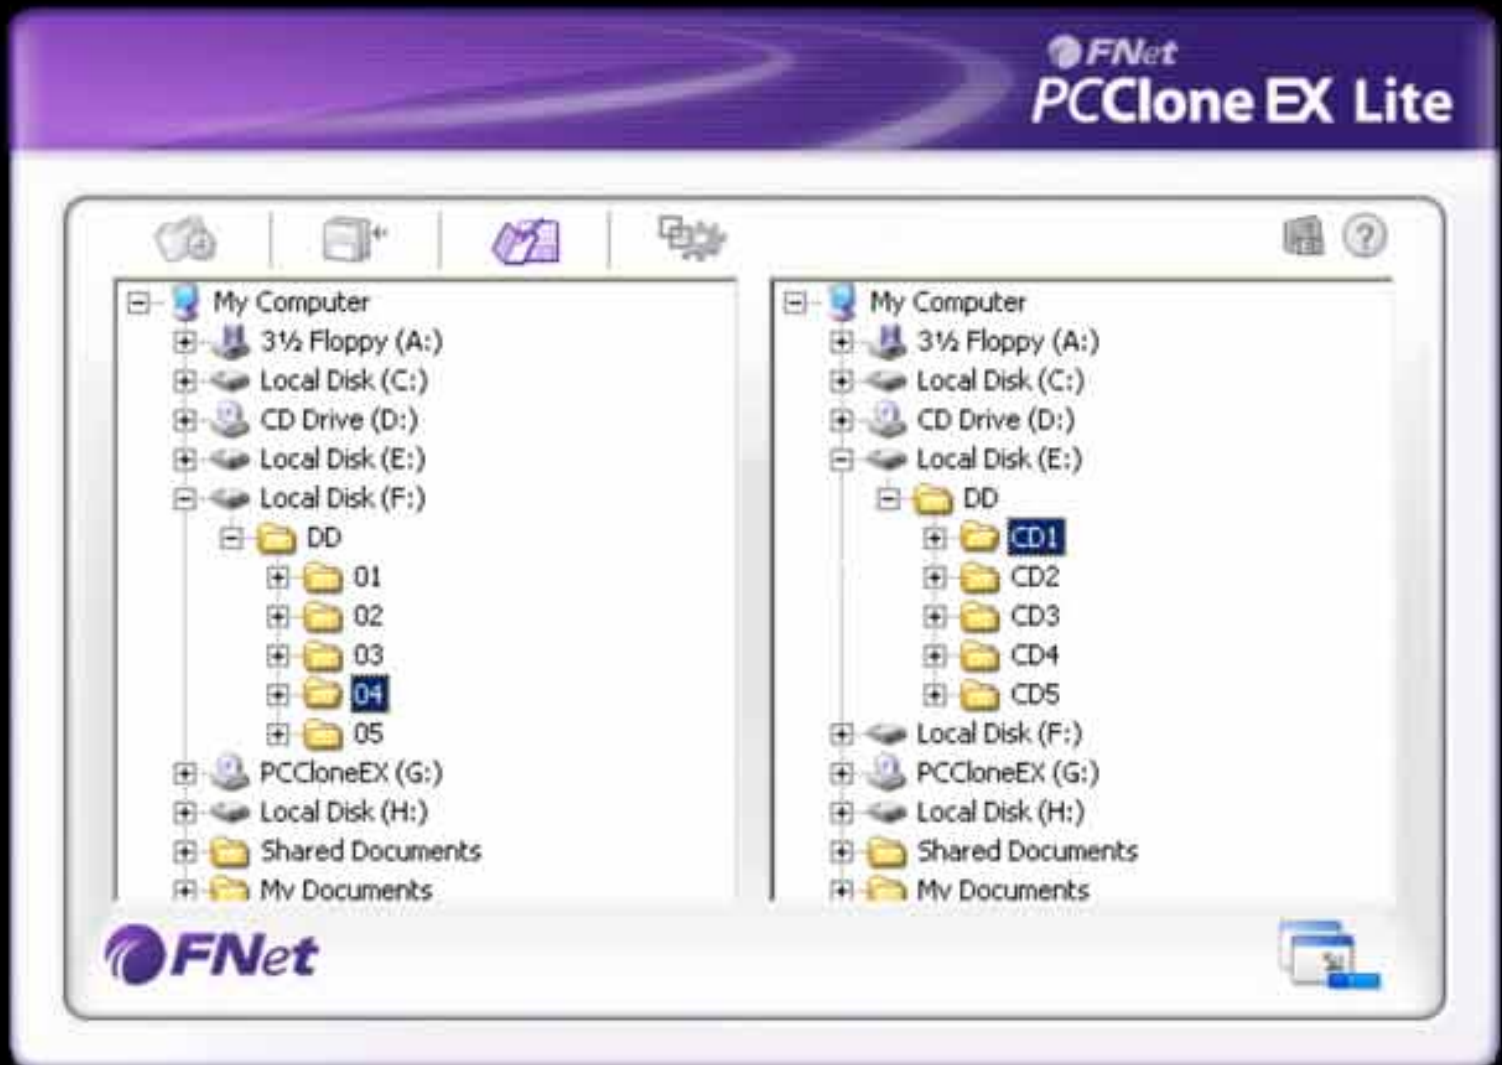 FNet
PCClone EX Lite
My Computer
3½ Floppy (A:)
Local Disk (C:)
CD Drive (D:)
Local Disk (E:)
Local Disk (F:)
DD
01
02
03
04
05
PCCloneEX (G:)
Local Disk (H:)
Shared Documents
My Documents
My Computer
3½ Floppy (A:)
Local Disk (C:)
CD Drive (D:)
Local Disk (E:)
DD
CD1
CD2
CD3
CD4
CD5
Local Disk (F:)
PCCloneEX (G:)
Local Disk (H:)
Shared Documents
My Documents
FNet